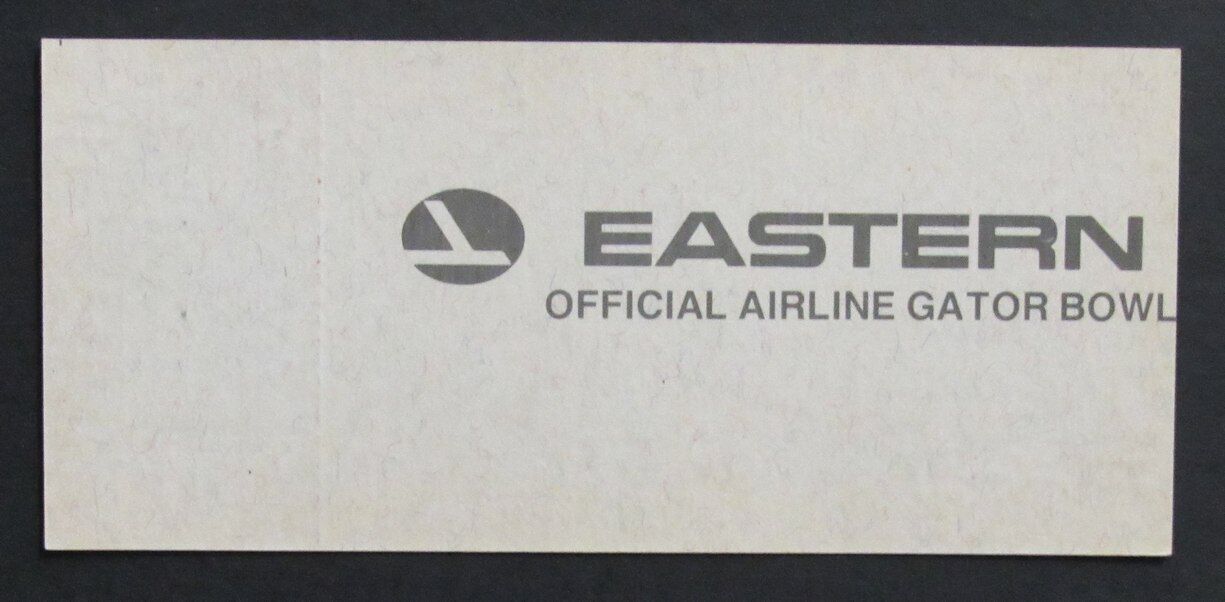 EASTERN
OFFICIAL AIRLINE GATOR BOWL